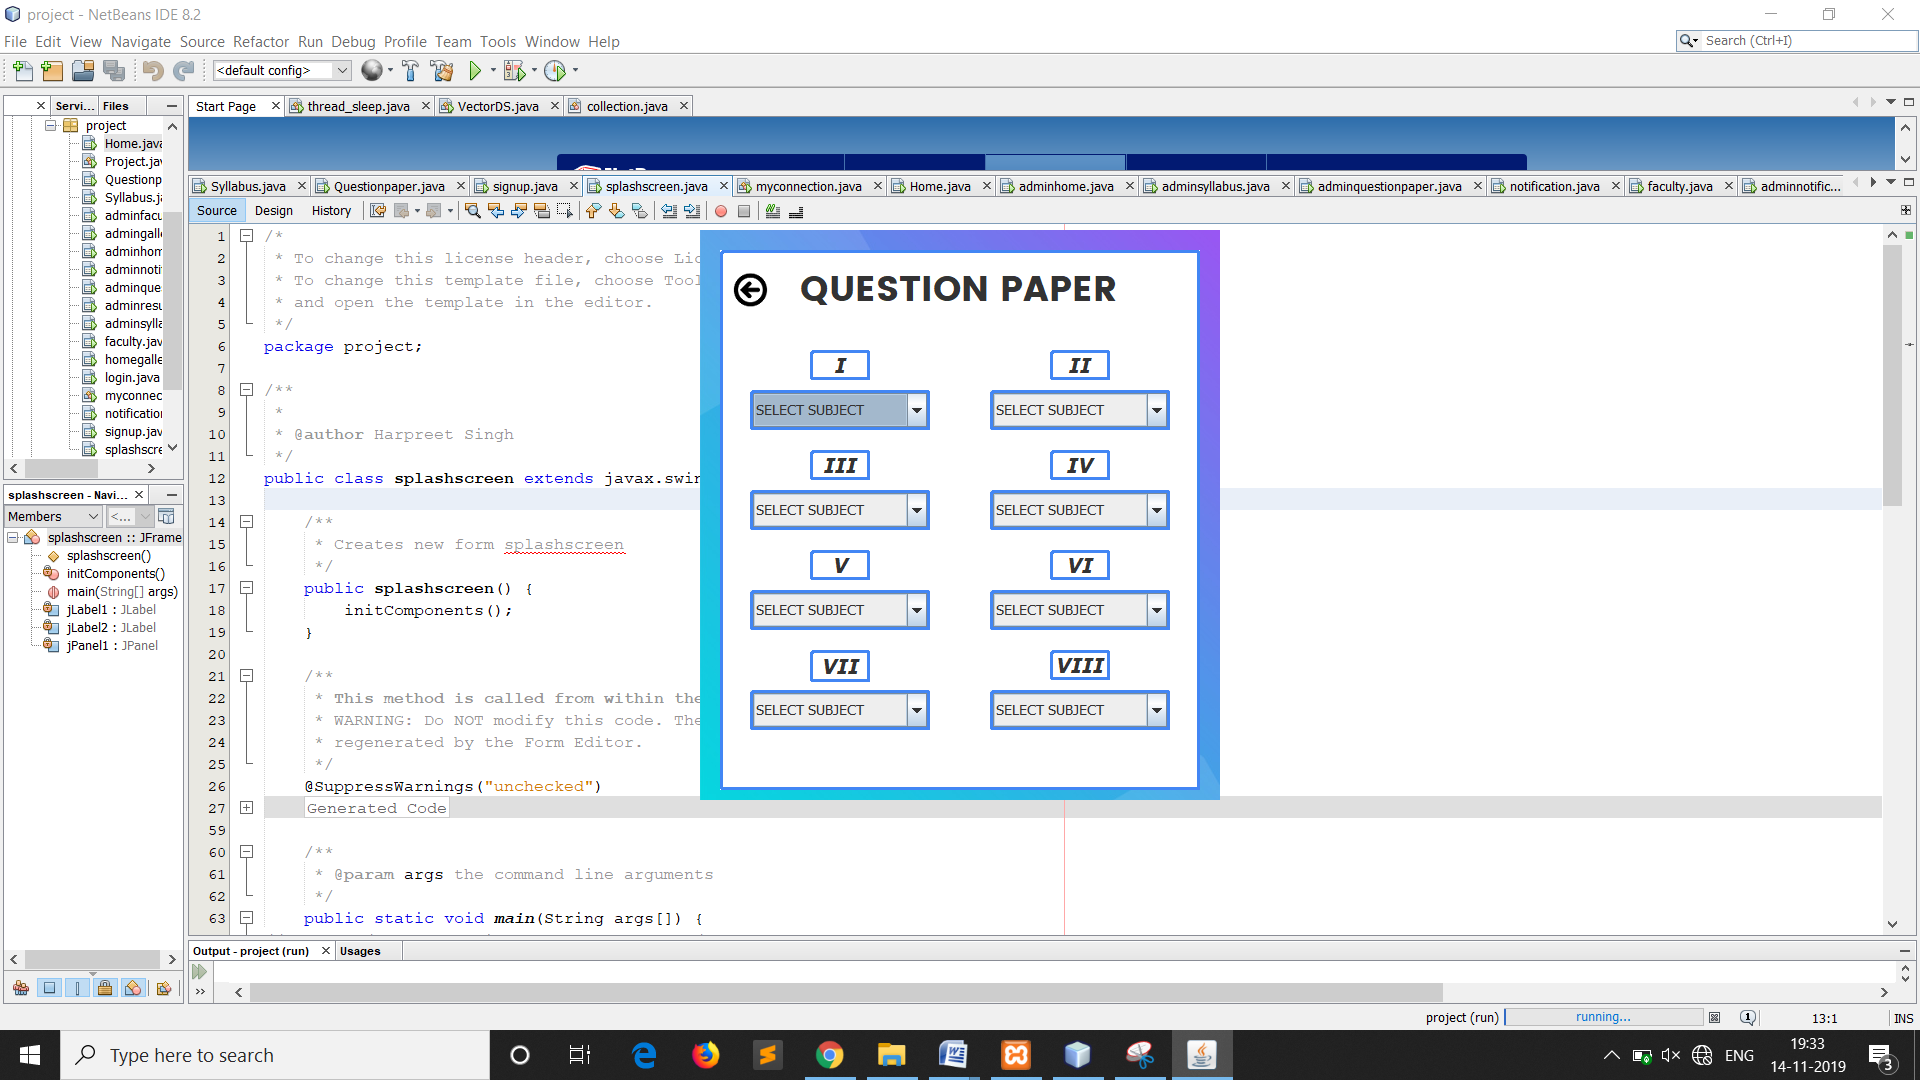 project - NetBeans IDE 8.2
File Edit View Navigate Source Refactor Run Debug Profile Team Tools Window Help
Search (Ctrl+I)
<default config>
Servi... Files
Start Page thread_sleep.java VectorDS.java collection.java
project
Home.java
Project.jav
Questionp
Syllabus.ja
adminfacu
admingalle
adminhom
adminnoti
adminque
adminresu
adminsylla
faculty.jav
homegalle
login.java
myconnec
notification
signup.jav
splashscre
Syllabus.java Questionpaper.java signup.java splashscreen.java myconnection.java Home.java adminhome.java adminsyllabus.java adminquestionpaper.java notification.java faculty.java adminnotific...
Source Design History
1 /*
2 * To change this license header, choose Lic
3 * To change this template file, choose Tool
4 * and open the template in the editor.
5 */
6 package project;
7
8 /**
9 *
10 * @author Harpreet Singh
11 */
12 public class splashscreen extends javax.swin
13
14 /**
15 * Creates new form splashscreen
16 */
17 public splashscreen() {
18 initComponents();
19 }
20
21 /**
22 * This method is called from within the
23 * WARNING: Do NOT modify this code. The
24 * regenerated by the Form Editor.
25 */
26 @SuppressWarnings("unchecked")
27 Generated Code
59
60 /**
61 * @param args the command line arguments
62 */
63 public static void main(String args[]) {
QUESTION PAPER
I II
SELECT SUBJECT SELECT SUBJECT
III IV
SELECT SUBJECT SELECT SUBJECT
V VI
SELECT SUBJECT SELECT SUBJECT
VII VIII
SELECT SUBJECT SELECT SUBJECT
splashscreen - Navi...
Members <...
splashscreen :: JFrame
splashscreen()
initComponents()
main(String[] args)
jLabel1 : JLabel
jLabel2 : JLabel
jPanel1 : JPanel
Output - project (run) Usages
project (run) running... 1 13:1 INS
Type here to search
ENG
19:33
14-11-2019
3